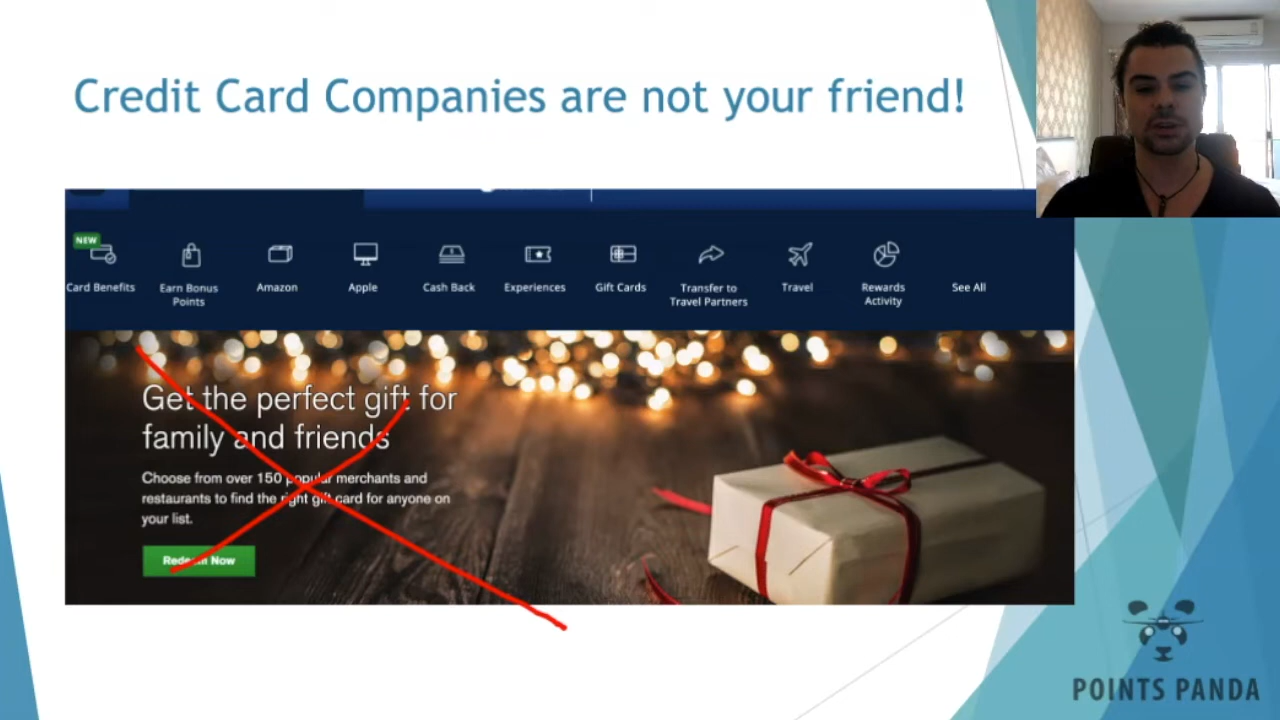 Credit Card Companies are not your friend!
NEW
Card Benefits
Earn Bonus
Points
Amazon
Apple
Cash Back
Experiences
Gift Cards
Transfer to
Travel Partners
Travel
Rewards
Activity
See All
Get the perfect gift for
family and friends
Choose from over 150 popular merchants and
restaurants to find the right gift card for anyone on
your list.
Redeem Now
POINTS PANDA